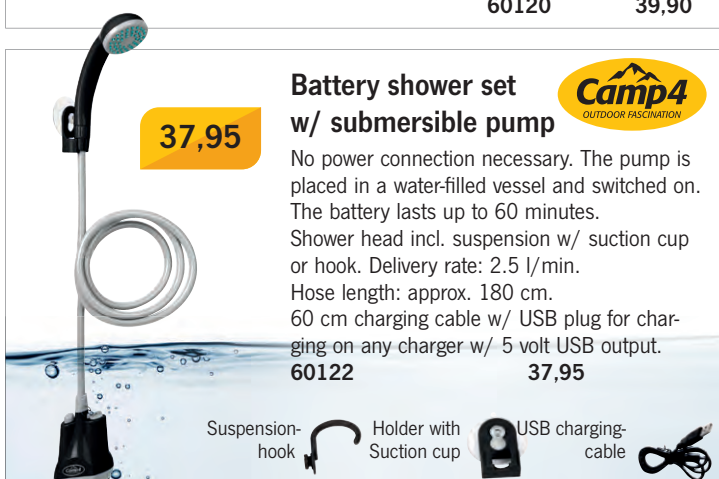 60120 39,90
Battery shower set
w/ submersible pump
Camp4
OUTDOOR FASCINATION
37,95
No power connection necessary. The pump is
placed in a water-filled vessel and switched on.
The battery lasts up to 60 minutes.
Shower head incl. suspension w/ suction cup
or hook. Delivery rate: 2.5 l/min.
Hose length: approx. 180 cm.
60 cm charging cable w/ USB plug for char-
ging on any charger w/ 5 volt USB output.
60122 37,95
Suspension-
hook
Holder with
Suction cup
USB charging-
cable
Camp4